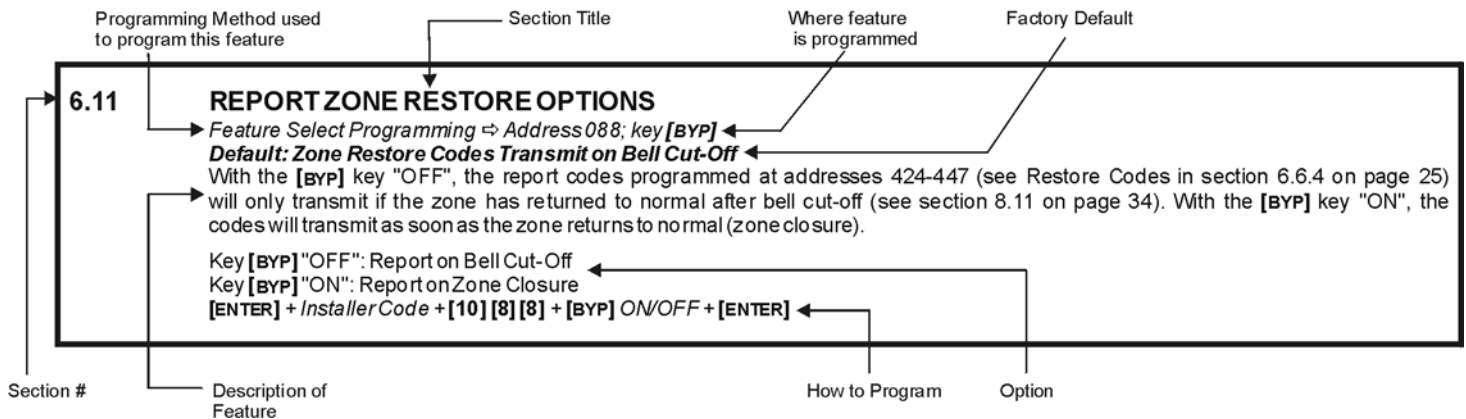 Programming Method used
to program this feature
Section Title
Where feature
is programmed
Factory Default
6.11 REPORT ZONE RESTORE OPTIONS
Feature Select Programming ⇨ Address 088; key [BYP]
Default: Zone Restore Codes Transmit on Bell Cut-Off
With the [BYP] key "OFF", the report codes programmed at addresses 424-447 (see Restore Codes in section 6.6.4 on page 25)
will only transmit if the zone has returned to normal after bell cut-off (see section 8.11 on page 34). With the [BYP] key "ON", the
codes will transmit as soon as the zone returns to normal (zone closure).
Key [BYP] "OFF": Report on Bell Cut-Off
Key [BYP] "ON": Report on Zone Closure
[ENTER] + Installer Code + [10] [8] [8] + [BYP] ON/OFF + [ENTER]
Section #
Description of
Feature
How to Program
Option